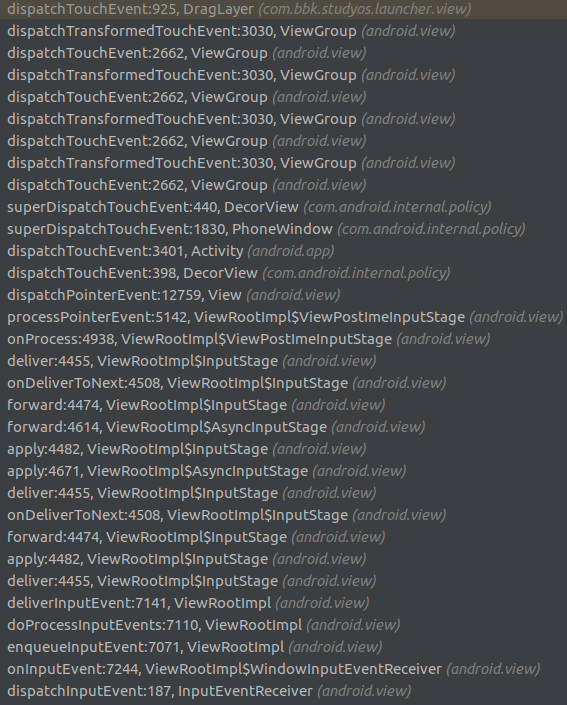 dispatchTouchEvent:925, DragLayer (com.bbk.studyos.launcher.view)
dispatchTransformedTouchEvent:3030, ViewGroup (android.view)
dispatchTouchEvent:2662, ViewGroup (android.view)
dispatchTransformedTouchEvent:3030, ViewGroup (android.view)
dispatchTouchEvent:2662, ViewGroup (android.view)
dispatchTransformedTouchEvent:3030, ViewGroup (android.view)
dispatchTouchEvent:2662, ViewGroup (android.view)
dispatchTransformedTouchEvent:3030, ViewGroup (android.view)
dispatchTouchEvent:2662, ViewGroup (android.view)
superDispatchTouchEvent:440, DecorView (com.android.internal.policy)
superDispatchTouchEvent:1830, PhoneWindow (com.android.internal.policy)
dispatchTouchEvent:3401, Activity (android.app)
dispatchTouchEvent:398, DecorView (com.android.internal.policy)
dispatchPointerEvent:12759, View (android.view)
processPointerEvent:5142, ViewRootImpl$ViewPostImeInputStage (android.view)
onProcess:4938, ViewRootImpl$ViewPostImeInputStage (android.view)
deliver:4455, ViewRootImpl$InputStage (android.view)
onDeliverToNext:4508, ViewRootImpl$InputStage (android.view)
forward:4474, ViewRootImpl$InputStage (android.view)
forward:4614, ViewRootImpl$AsyncInputStage (android.view)
apply:4482, ViewRootImpl$InputStage (android.view)
apply:4671, ViewRootImpl$AsyncInputStage (android.view)
deliver:4455, ViewRootImpl$InputStage (android.view)
onDeliverToNext:4508, ViewRootImpl$InputStage (android.view)
forward:4474, ViewRootImpl$InputStage (android.view)
apply:4482, ViewRootImpl$InputStage (android.view)
deliver:4455, ViewRootImpl$InputStage (android.view)
deliverInputEvent:7141, ViewRootImpl (android.view)
doProcessInputEvents:7110, ViewRootImpl (android.view)
enqueueInputEvent:7071, ViewRootImpl (android.view)
onInputEvent:7244, ViewRootImpl$WindowInputEventReceiver (android.view)
dispatchInputEvent:187, InputEventReceiver (android.view)